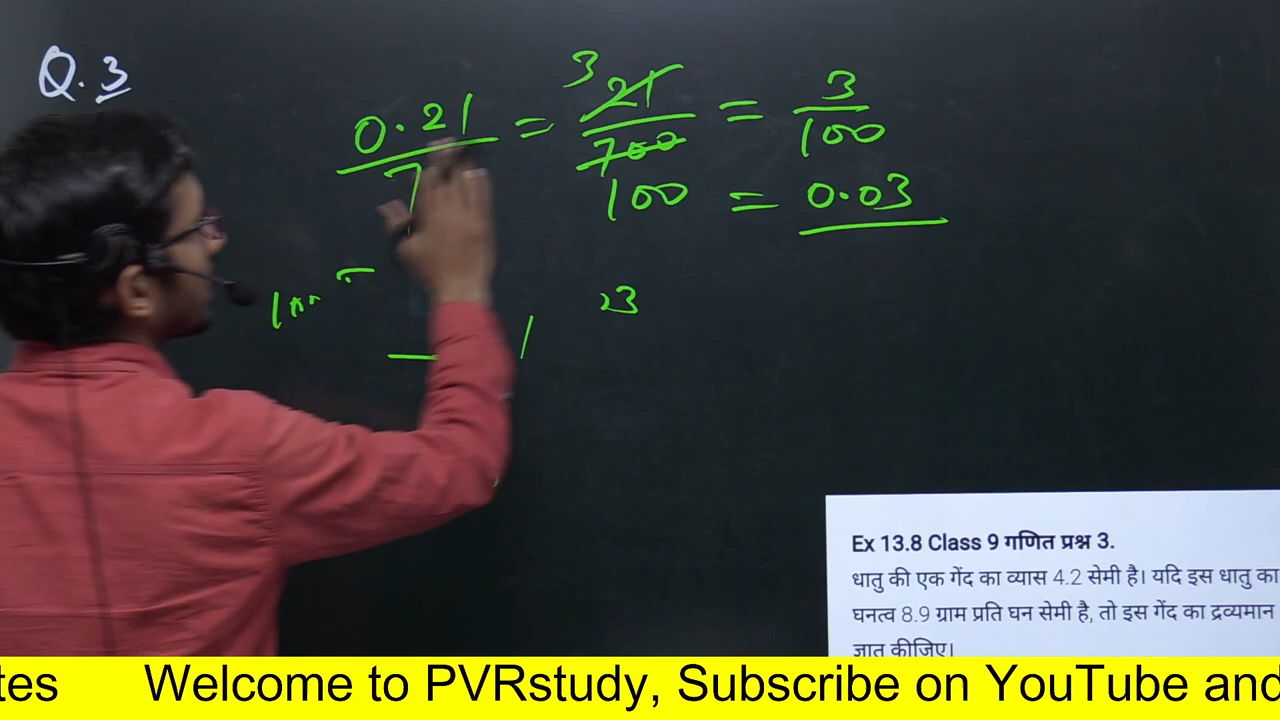 Q. 3
0.21 / 7 = 3 21 / 700 100 = 3 / 100
= 0.03
23
Ex 13.8 Class 9 गणित प्रश्न 3.
धातु की एक गेंद का व्यास 4.2 सेमी है। यदि इस धातु का
घनत्व 8.9 ग्राम प्रति घन सेमी है, तो इस गेंद का द्रव्यमान
ज्ञात कीजिए।
tes Welcome to PVRstudy, Subscribe on YouTube and